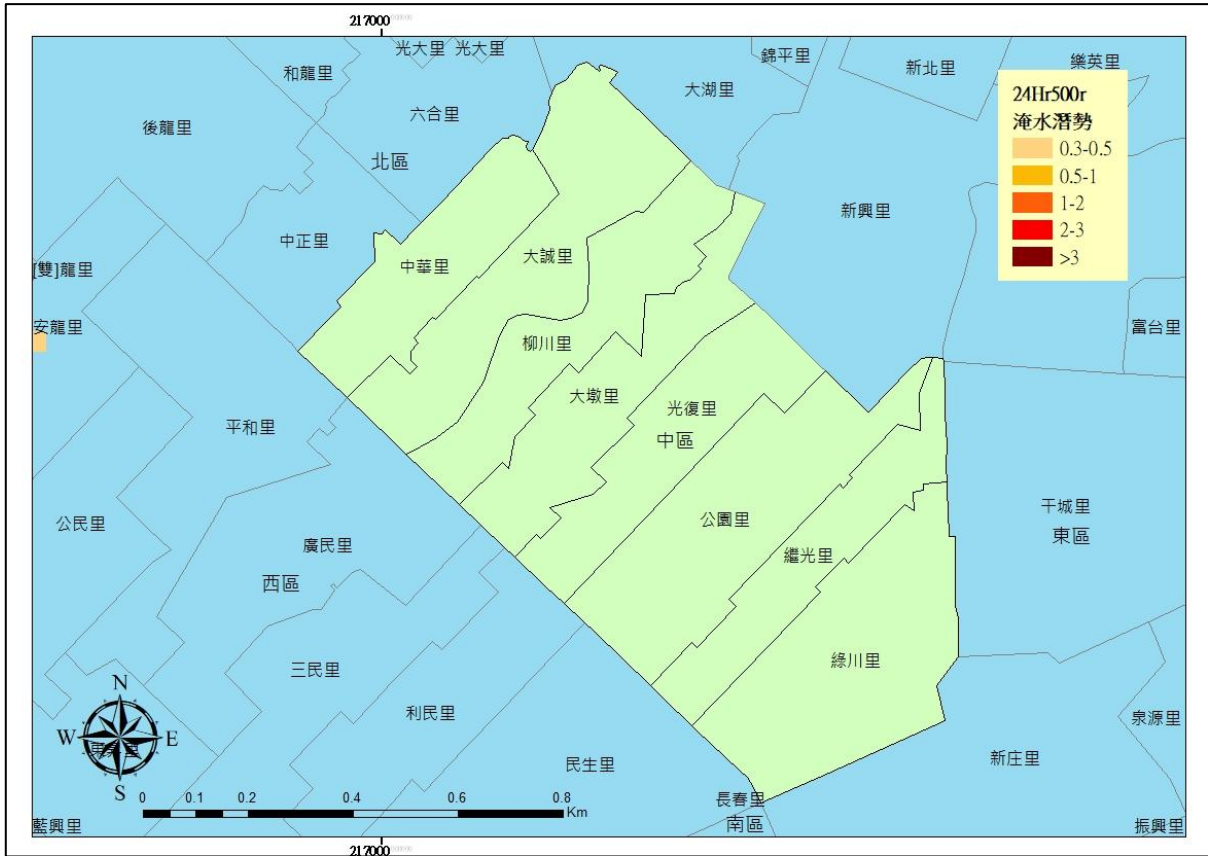 217000
光大里 光大里
和龍里
六合里
後龍里
北區
大湖里
錦平里
新北里
樂英里
24Hr500r
淹水潛勢
0.3-0.5
0.5-1
1-2
2-3
>3
新興里
中正里
中華里
大誠里
[雙]龍里
安龍里
富台里
柳川里
大墩里
光復里
中區
平和里
公民里
廣民里
西區
公園里
繼光里
干城里
東區
綠川里
三民里
利民里
民生里
新庄里
泉源里
長春里
南區
振興里
藍興里
N
W
E
S
0
0.1
0.2
0.4
0.6
0.8
Km
217000